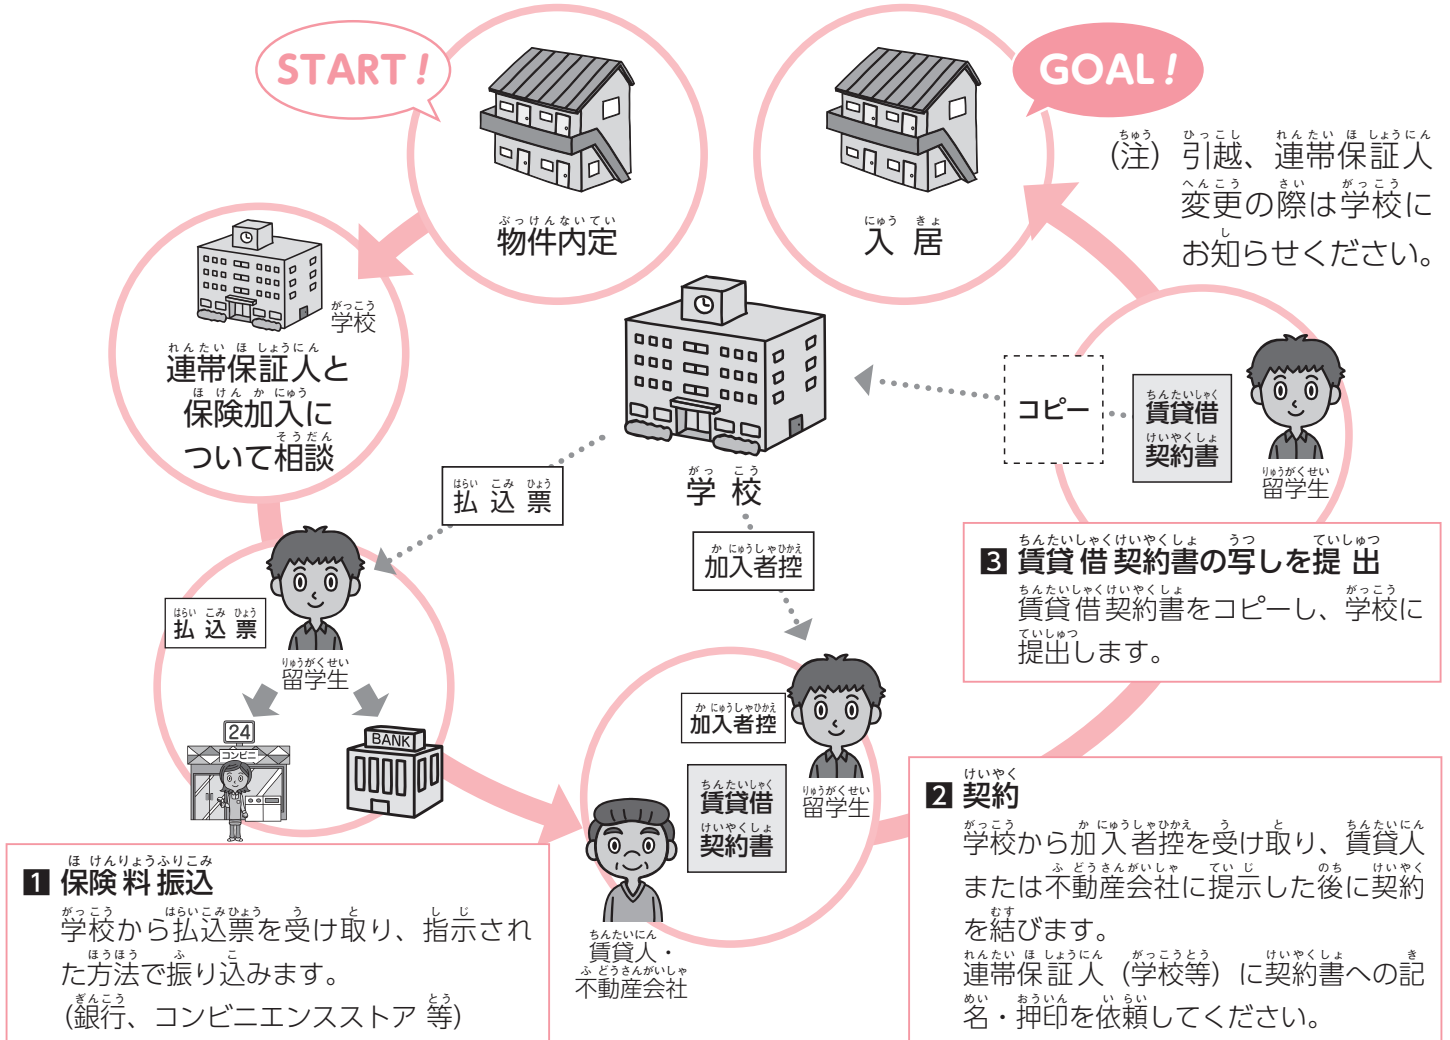 START!
物件内定
GOAL!
入居
(注) 引越、連帯保証人
変更の際は学校に
お知らせください。
学校
連帯保証人と
保険加入に
ついて相談
学校
払込票
加入者控
コピー
賃貸借
契約書
留学生
払込票
留学生
24
コンビニ
BANK
加入者控
賃貸借
契約書
留学生
賃貸人・
不動産会社
1 保険料振込
学校から払込票を受け取り、指示され
た方法で振り込みます。
(銀行、コンビニエンスストア 等)
2 契約
学校から加入者控を受け取り、賃貸人
または不動産会社に提示した後に契約
を結びます。
連帯保証人(学校等)に契約書への記
名・押印を依頼してください。
3 賃貸借契約書の写しを提出
賃貸借契約書をコピーし、学校に
提出します。